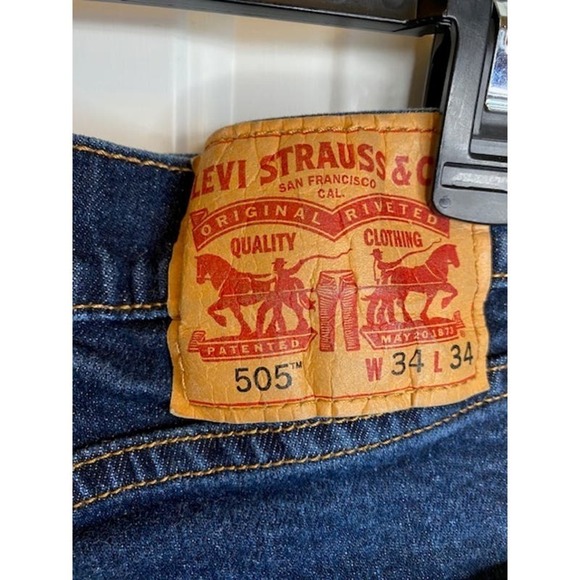 LEVI STRAUSS & C
SAN FRANCISCO
CAL.
ORIGINAL RIVETED
QUALITY CLOTHING
PATENTED MAY 20 1873
505™ W 34 L 34